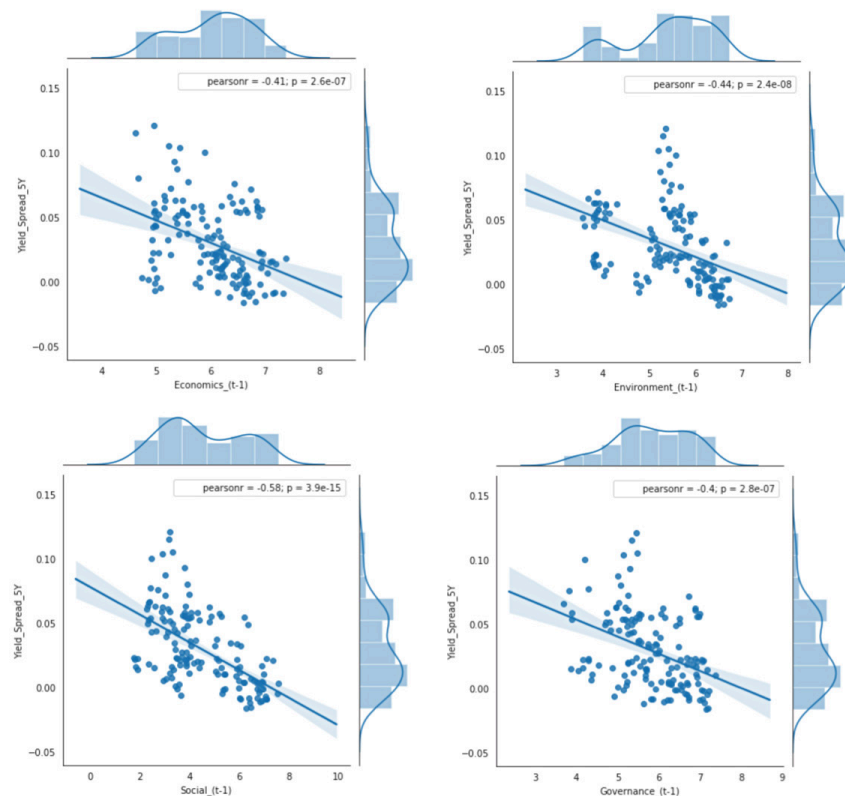 pearsonr = -0.41; p = 2.6e-07
0.15
0.10
0.05
0.00
−0.05
Yield_Spread_5Y
4 5 6 7 8
Economics_(t-1)
pearsonr = -0.44; p = 2.4e-08
0.15
0.10
0.05
0.00
−0.05
Yield_Spread_5Y
3 4 5 6 7 8
Environment_(t-1)
pearsonr = -0.58; p = 3.9e-15
0.15
0.10
0.05
0.00
−0.05
Yield_Spread_5Y
0 2 4 6 8 10
Social_(t-1)
pearsonr = -0.4; p = 2.8e-07
0.15
0.10
0.05
0.00
−0.05
Yield_Spread_5Y
3 4 5 6 7 8 9
Governance_(t-1)